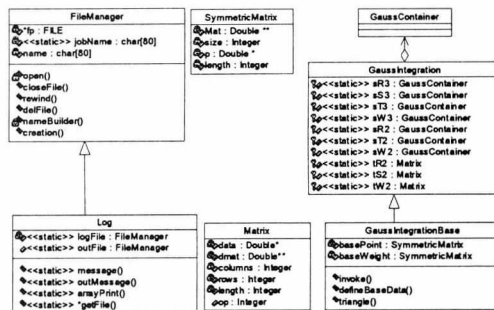 FileManager
*fp : FILE
<<static>> jobName : char[80]
name : char[80]
open()
closeFile()
rewind()
delFile()
nameBuilder()
creation()
SymmetricMatrix
Mat : Double **
size : Integer
p : Double *
length : Integer
GaussContainer
GaussIntegration
<<static>> sR3 : GaussContainer
<<static>> sS3 : GaussContainer
<<static>> sT3 : GaussContainer
<<static>> sW3 : GaussContainer
<<static>> sR2 : GaussContainer
<<static>> sT2 : GaussContainer
<<static>> sW2 : GaussContainer
<<static>> tR2 : Matrix
<<static>> tS2 : Matrix
<<static>> tW2 : Matrix
Log
<<static>> logFile : FileManager
<<static>> outFile : FileManager
<<static>> message()
<<static>> outMessage()
<<static>> arrayPrint()
<<static>> *getFile()
Matrix
data : Double*
dmat : Double**
columns : Integer
rows : Integer
length : Integer
op : Integer
GaussIntegrationBase
basePoint : SymmetricMatrix
baseWeight : SymmetricMatrix
invoke()
defineBaseData()
triangle()